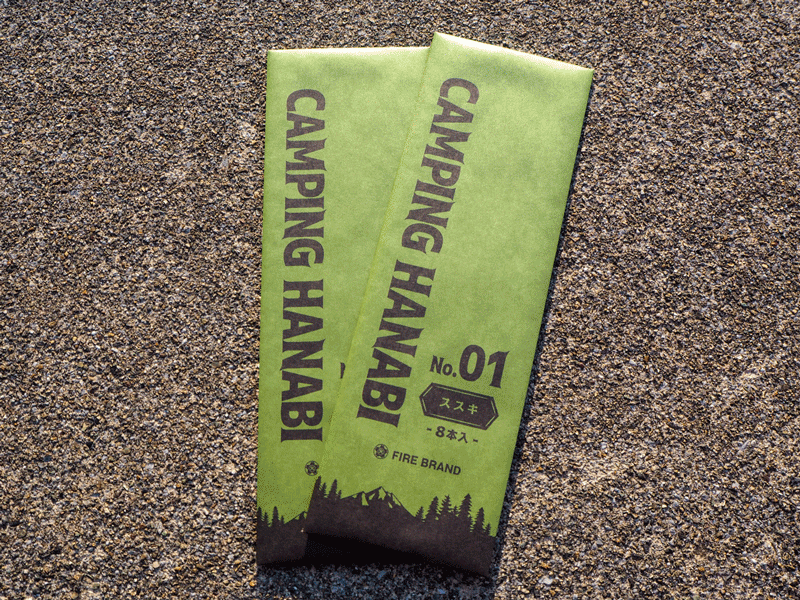 CAMPING HANABI
CAMPING HANABI
No.01
ススキ
- 8本入 -
FIRE BRAND